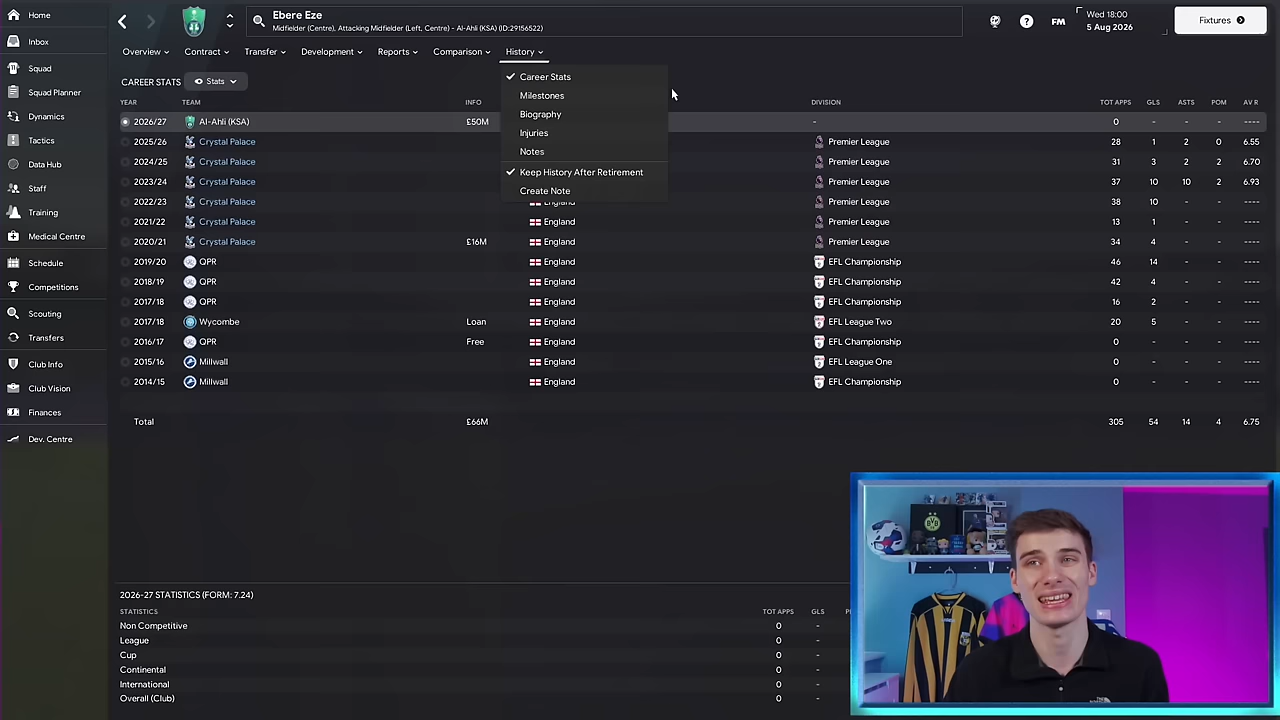 Home
Inbox
Squad
Squad Planner
Dynamics
Tactics
Data Hub
Staff
Training
Medical Centre
Schedule
Competitions
Scouting
Transfers
Club Info
Club Vision
Finances
Dev. Centre
Ebere Eze
Midfielder (Centre), Attacking Midfielder (Left, Centre) - Al-Ahli (KSA) (ID:29156522)
FM
Wed 18:00
5 Aug 2026
Fixtures
Overview Contract Transfer Development Reports Comparison History
Career Stats
Milestones
Biography
Injuries
Notes
Keep History After Retirement
Create Note
CAREER STATS Stats
YEAR TEAM INFO DIVISION TOT APPS GLS ASTS POM AV R
2026/27 Al-Ahli (KSA) £50M - 0 - - - ----
2025/26 Crystal Palace Premier League 28 1 2 0 6.55
2024/25 Crystal Palace Premier League 31 3 2 2 6.70
2023/24 Crystal Palace Premier League 37 10 10 2 6.93
2022/23 Crystal Palace England Premier League 38 10 - - ----
2021/22 Crystal Palace England Premier League 13 1 - - ----
2020/21 Crystal Palace £16M England Premier League 34 4 - - ----
2019/20 QPR England EFL Championship 46 14 - - ----
2018/19 QPR England EFL Championship 42 4 - - ----
2017/18 QPR England EFL Championship 16 2 - - ----
2017/18 Wycombe Loan England EFL League Two 20 5 - - ----
2016/17 QPR Free England EFL Championship 0 - - - ----
2015/16 Millwall England EFL League One 0 - - - ----
2014/15 Millwall England EFL Championship 0 - - - ----
Total £66M 305 54 14 4 6.75
2026-27 STATISTICS (FORM: 7.24)
STATISTICS TOT APPS GLS
Non Competitive 0 -
League 0 -
Cup 0 -
Continental 0 -
International 0 -
Overall (Club) 0 -
BVB
09